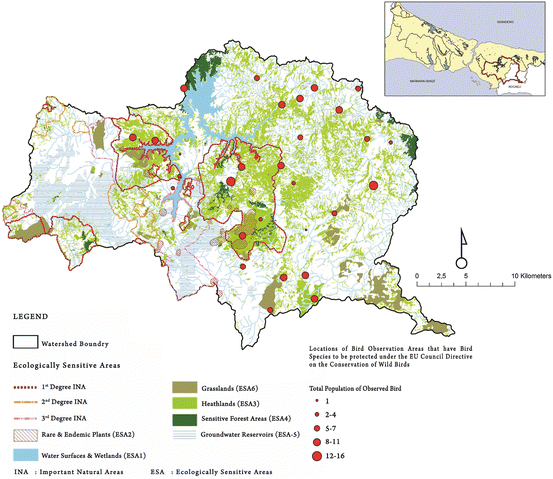 KARADENİZ
MARMARA DENİZİ
KOCAELİ
0 2,5 5 10 Kilometers
LEGEND
Watershed Boundry
Ecologically Sensitive Areas
1st Degree INA
2nd Degree INA
3rd Degree INA
Rare & Endemic Plants (ESA2)
Water Surfaces & Wetlands (ESA1)
Grasslands (ESA6)
Heathlands (ESA3)
Sensitive Forest Areas (ESA4)
Groundwater Reservoirs (ESA-5)
INA : Important Natural Areas ESA : Ecologically Sensitive Areas
Locations of Bird Observation Areas that have Bird
Species to be protected under the EU Council Directive
on the Conservation of Wild Birds
Total Population of Observed Bird
1
2-4
5-7
8-11
12-16